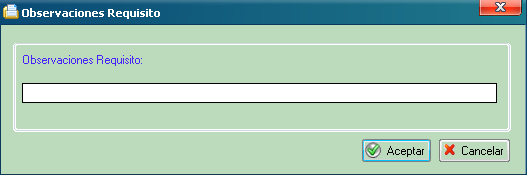 Observaciones Requisito
Observaciones Requisito:
Aceptar
Cancelar